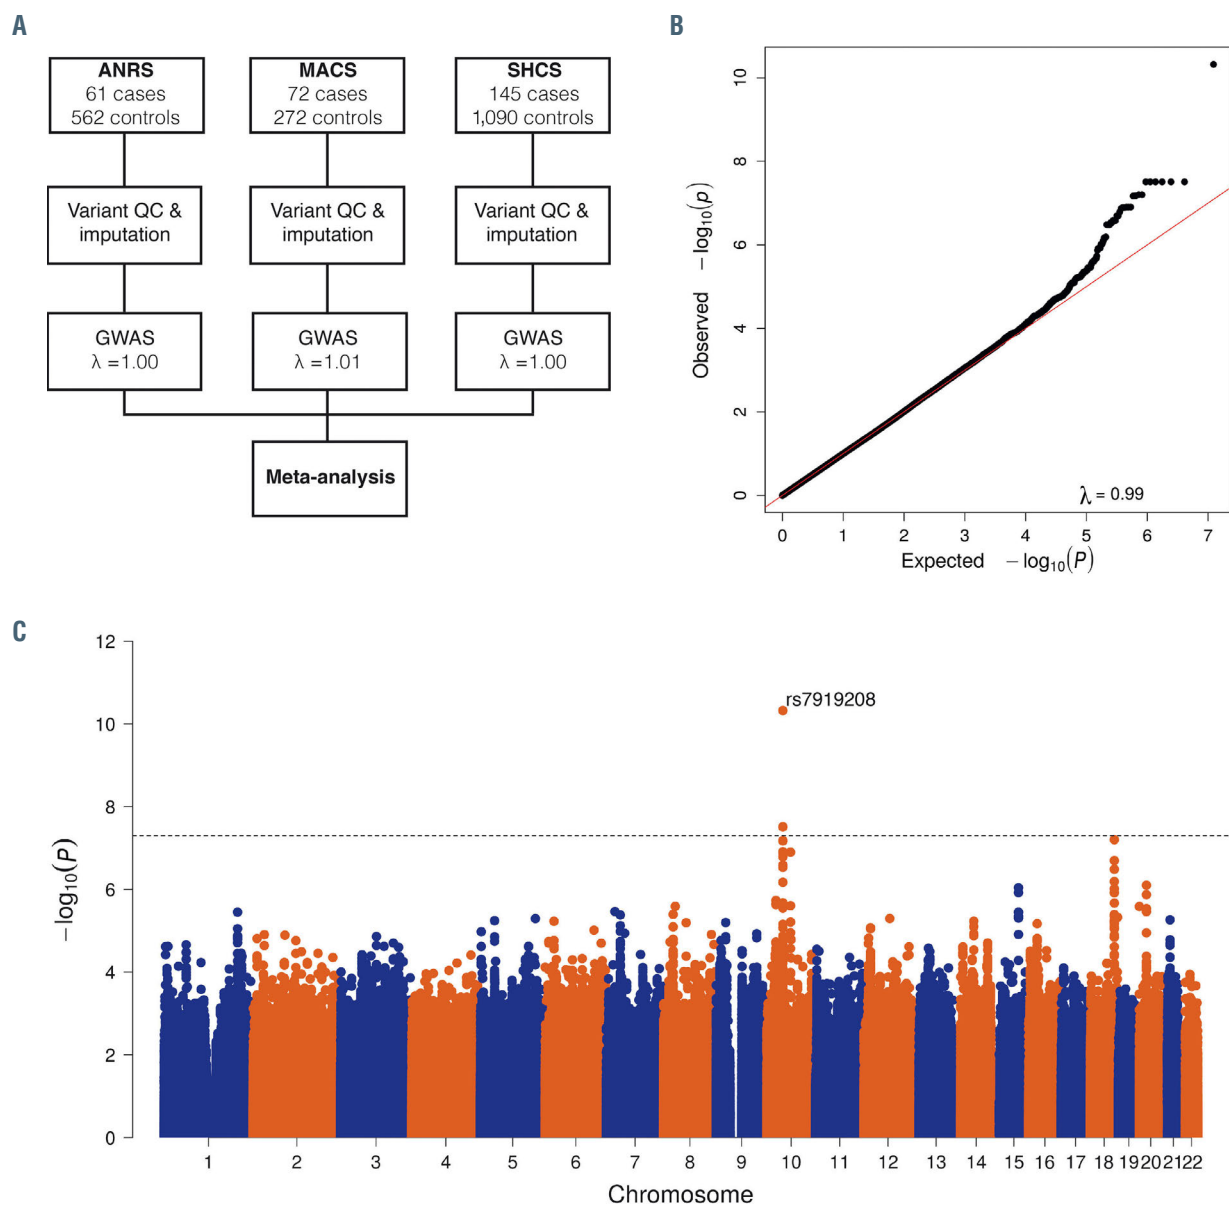 A
ANRS
61 cases
562 controls
MACS
72 cases
272 controls
SHCS
145 cases
1,090 controls
Variant QC &
imputation
Variant QC &
imputation
Variant QC &
imputation
GWAS
λ =1.00
GWAS
λ =1.01
GWAS
λ =1.00
Meta-analysis
B
10
8
6
4
2
0
Observed −log10(p)
λ = 0.99
0 1 2 3 4 5 6 7
Expected −log10(P)
C
12
10
8
6
4
2
0
−log10(P)
rs7919208
1 2 3 4 5 6 7 8 9 10 11 12 13 14 15 16 17 18 19 20 21 22
Chromosome